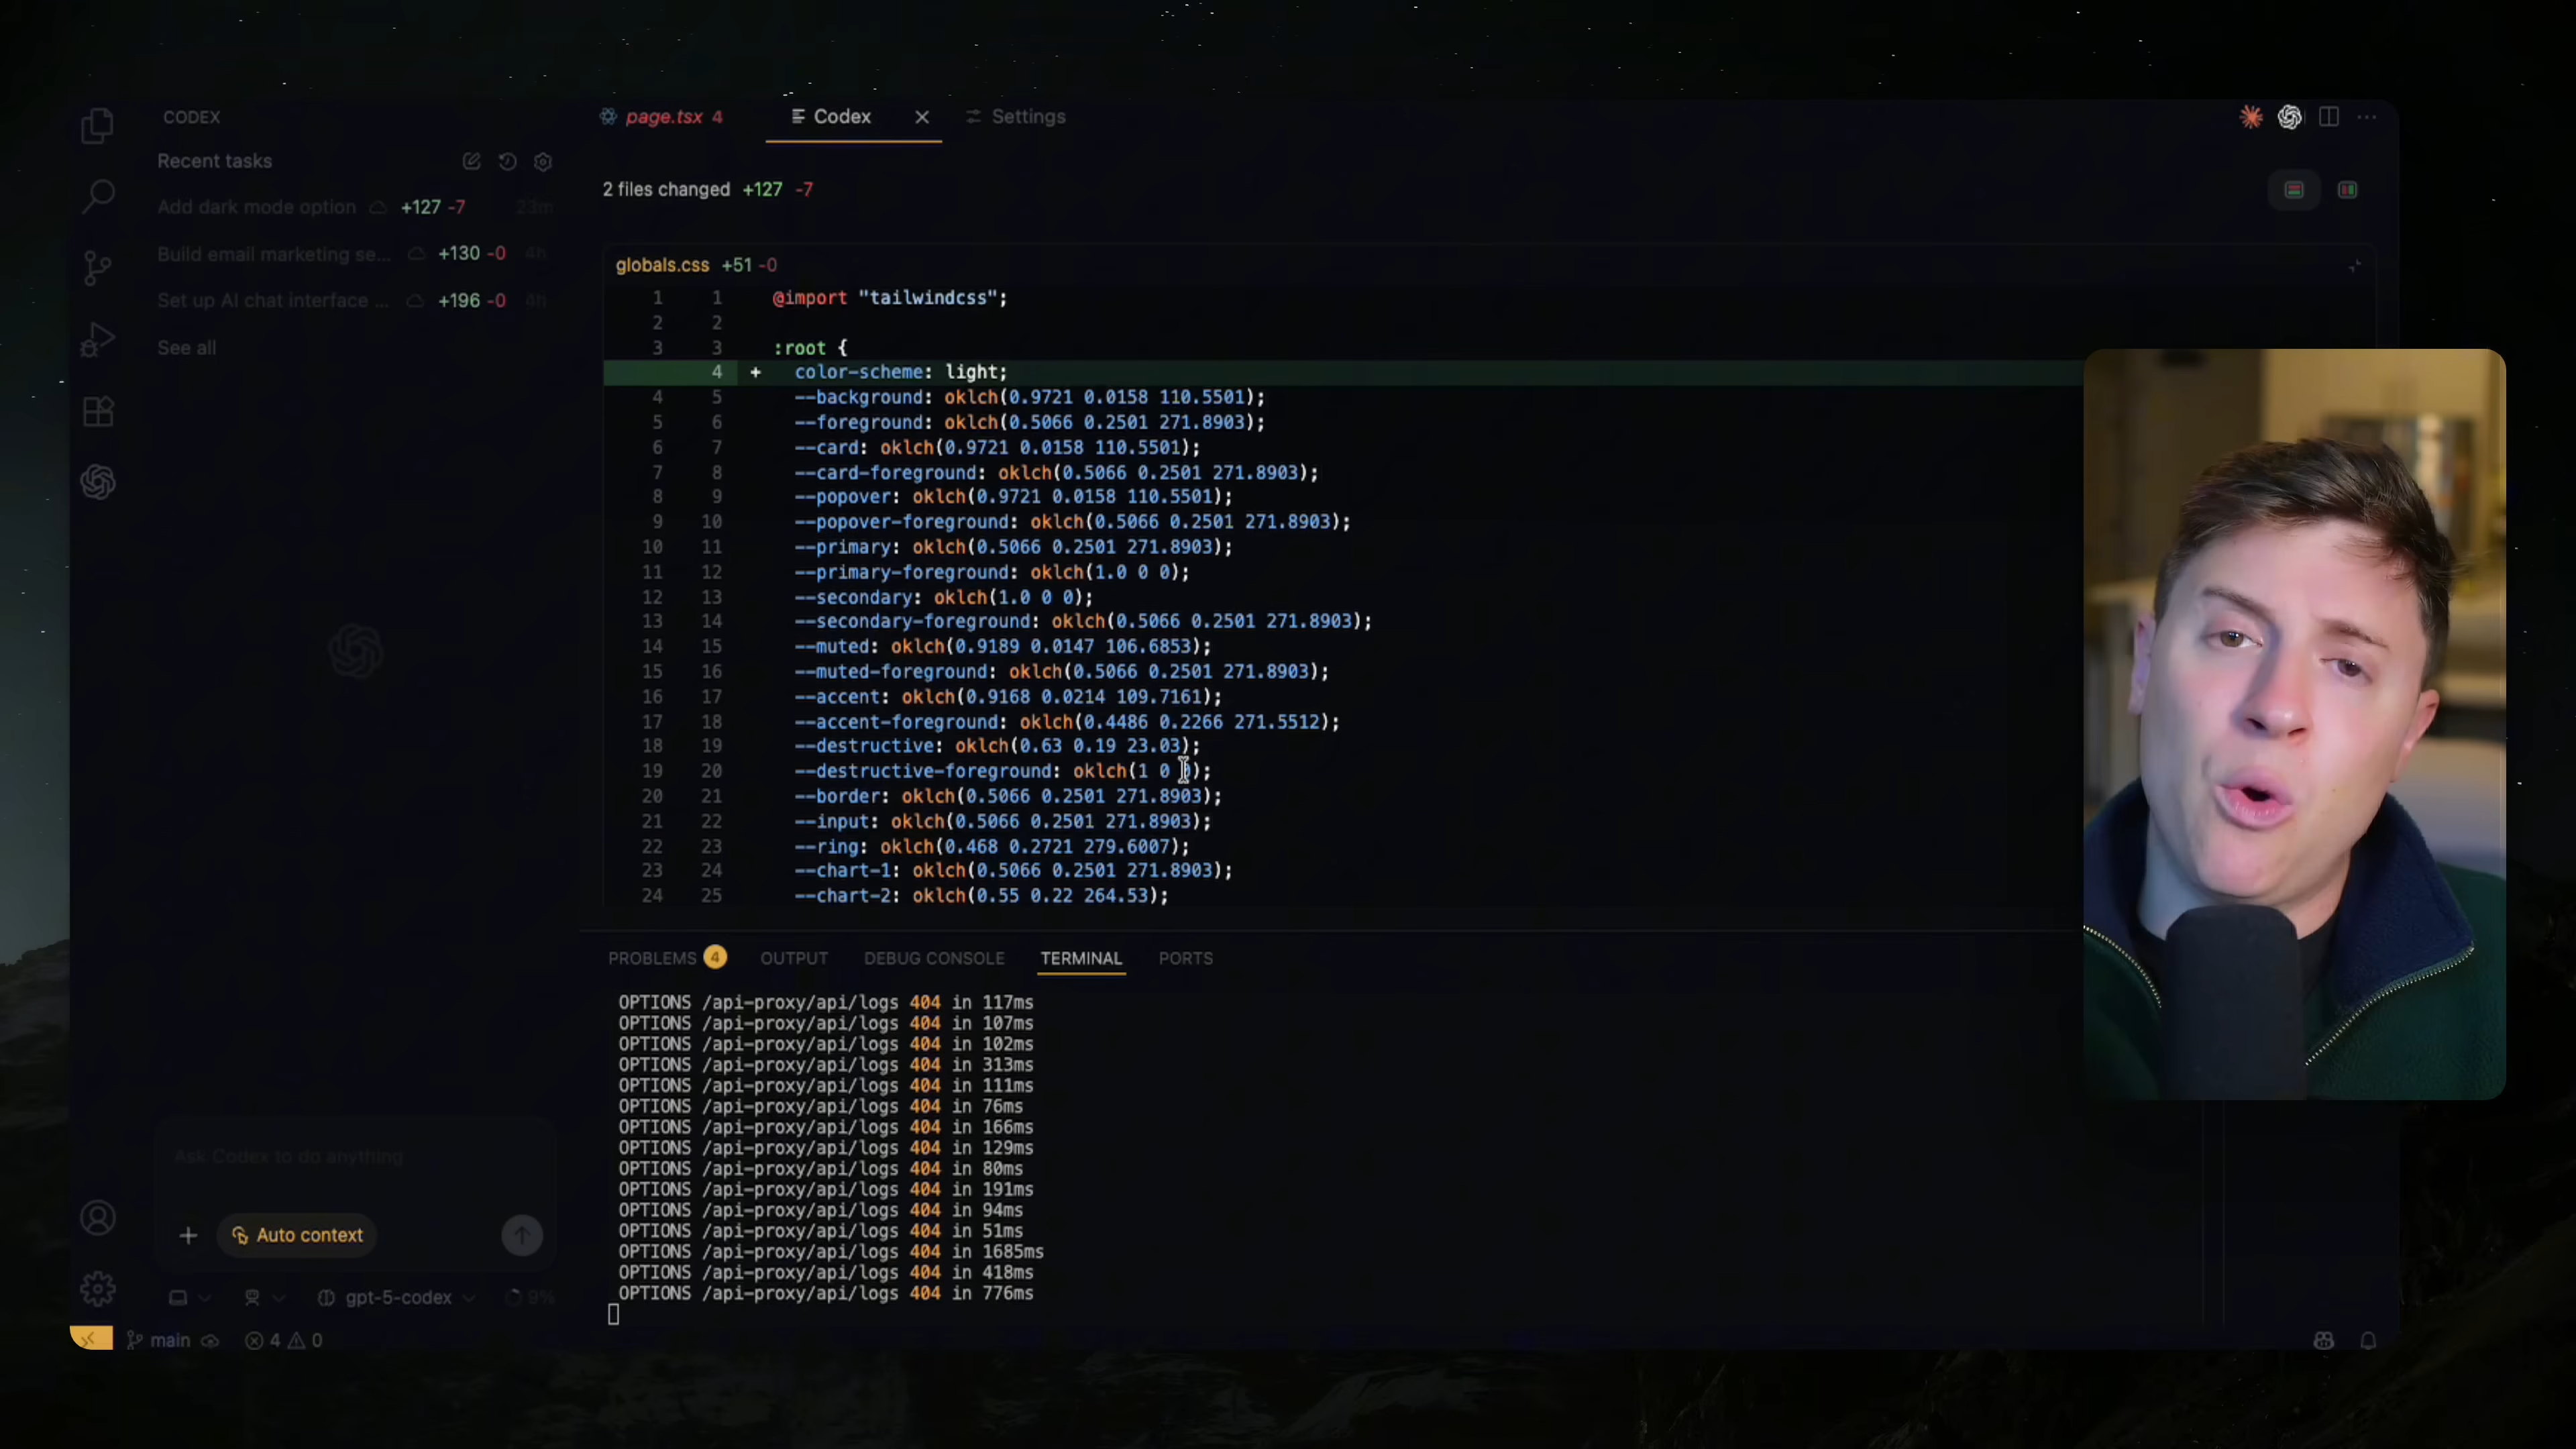 CODEX
Recent tasks
Add dark mode option +127 -7 23m
Build email marketing se... +130 -0 4h
Set up AI chat interface ... +196 -0 4h
See all
page.tsx 4
Codex
Settings
2 files changed +127 -7
globals.css +51 -0
1 1 @import "tailwindcss";
2 2
3 3 :root {
4 + color-scheme: light;
4 5 --background: oklch(0.9721 0.0158 110.5501);
5 6 --foreground: oklch(0.5066 0.2501 271.8903);
6 7 --card: oklch(0.9721 0.0158 110.5501);
7 8 --card-foreground: oklch(0.5066 0.2501 271.8903);
8 9 --popover: oklch(0.9721 0.0158 110.5501);
9 10 --popover-foreground: oklch(0.5066 0.2501 271.8903);
10 11 --primary: oklch(0.5066 0.2501 271.8903);
11 12 --primary-foreground: oklch(1.0 0 0);
12 13 --secondary: oklch(1.0 0 0);
13 14 --secondary-foreground: oklch(0.5066 0.2501 271.8903);
14 15 --muted: oklch(0.9189 0.0147 106.6853);
15 16 --muted-foreground: oklch(0.5066 0.2501 271.8903);
16 17 --accent: oklch(0.9168 0.0214 109.7161);
17 18 --accent-foreground: oklch(0.4486 0.2266 271.5512);
18 19 --destructive: oklch(0.63 0.19 23.03);
19 20 --destructive-foreground: oklch(1 0 0);
20 21 --border: oklch(0.5066 0.2501 271.8903);
21 22 --input: oklch(0.5066 0.2501 271.8903);
22 23 --ring: oklch(0.468 0.2721 279.6007);
23 24 --chart-1: oklch(0.5066 0.2501 271.8903);
24 25 --chart-2: oklch(0.55 0.22 264.53);
PROBLEMS 4 OUTPUT DEBUG CONSOLE TERMINAL PORTS
OPTIONS /api-proxy/api/logs 404 in 117ms
OPTIONS /api-proxy/api/logs 404 in 107ms
OPTIONS /api-proxy/api/logs 404 in 102ms
OPTIONS /api-proxy/api/logs 404 in 313ms
OPTIONS /api-proxy/api/logs 404 in 111ms
OPTIONS /api-proxy/api/logs 404 in 76ms
OPTIONS /api-proxy/api/logs 404 in 166ms
OPTIONS /api-proxy/api/logs 404 in 129ms
OPTIONS /api-proxy/api/logs 404 in 80ms
OPTIONS /api-proxy/api/logs 404 in 191ms
OPTIONS /api-proxy/api/logs 404 in 94ms
OPTIONS /api-proxy/api/logs 404 in 51ms
OPTIONS /api-proxy/api/logs 404 in 1685ms
OPTIONS /api-proxy/api/logs 404 in 418ms
OPTIONS /api-proxy/api/logs 404 in 776ms
Ask Codex to do anything
Auto context
gpt-5-codex 9%
main 4 0